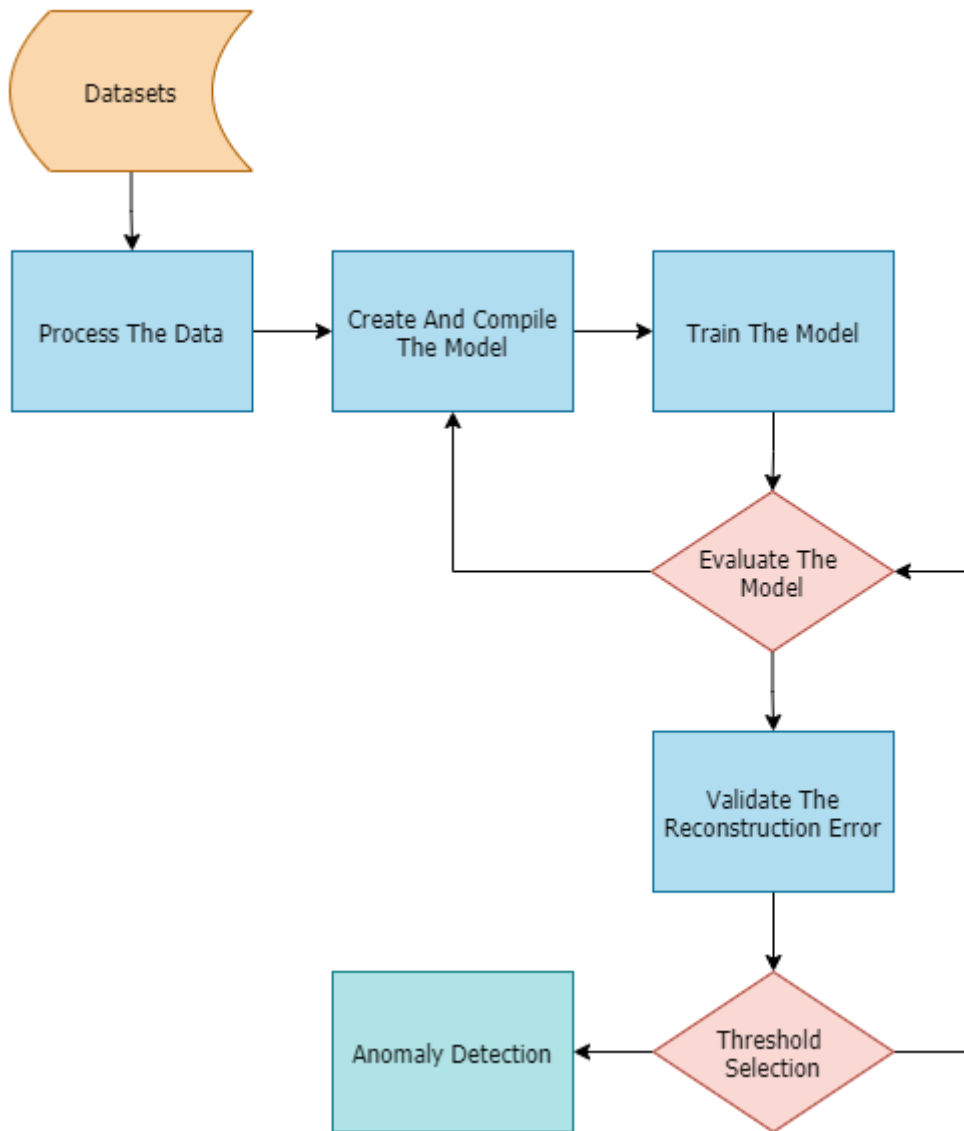 Datasets
Process The Data
Create And Compile
The Model
Train The Model
Evaluate The
Model
Validate The
Reconstruction Error
Anomaly Detection
Threshold
Selection